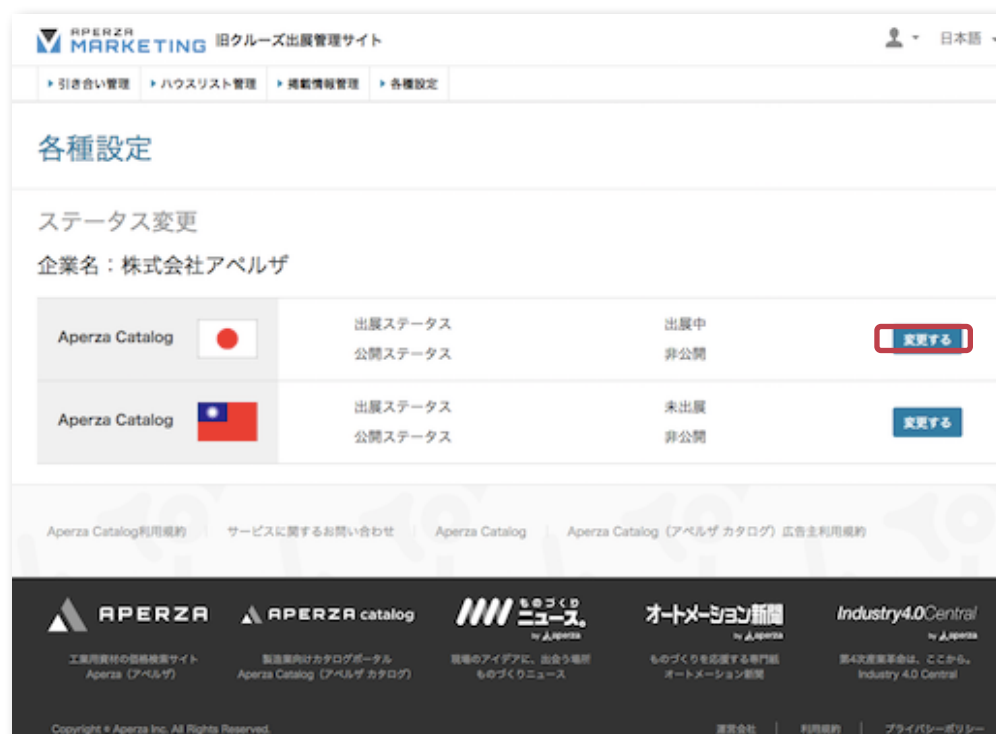 APERZA
MARKETING 旧クルーズ出展管理サイト
日本語
引き合い管理 ハウスリスト管理 掲載情報管理 各種設定
各種設定
ステータス変更
企業名：株式会社アペルザ
Aperza Catalog
出展ステータス 出展中
公開ステータス 非公開
変更する
Aperza Catalog
出展ステータス 未出展
公開ステータス 非公開
変更する
Aperza Catalog利用規約 サービスに関するお問い合わせ Aperza Catalog Aperza Catalog（アペルザ カタログ）広告主利用規約
APERZA
工業用資材の価格検索サイト
Aperza（アペルザ）
APERZA catalog
製造業向けカタログポータル
Aperza Catalog（アペルザ カタログ）
ものづくり
ニュース。
by Aperza
現場のアイデアに、出会う場所
ものづくりニュース
オートメーション新聞
by Aperza
ものづくりを応援する専門紙
オートメーション新聞
Industry4.0Central
by Aperza
第4次産業革命は、ここから。
Industry 4.0 Central
Copyright © Aperza Inc. All Rights Reserved.
運営会社 利用規約 プライバシーポリシー